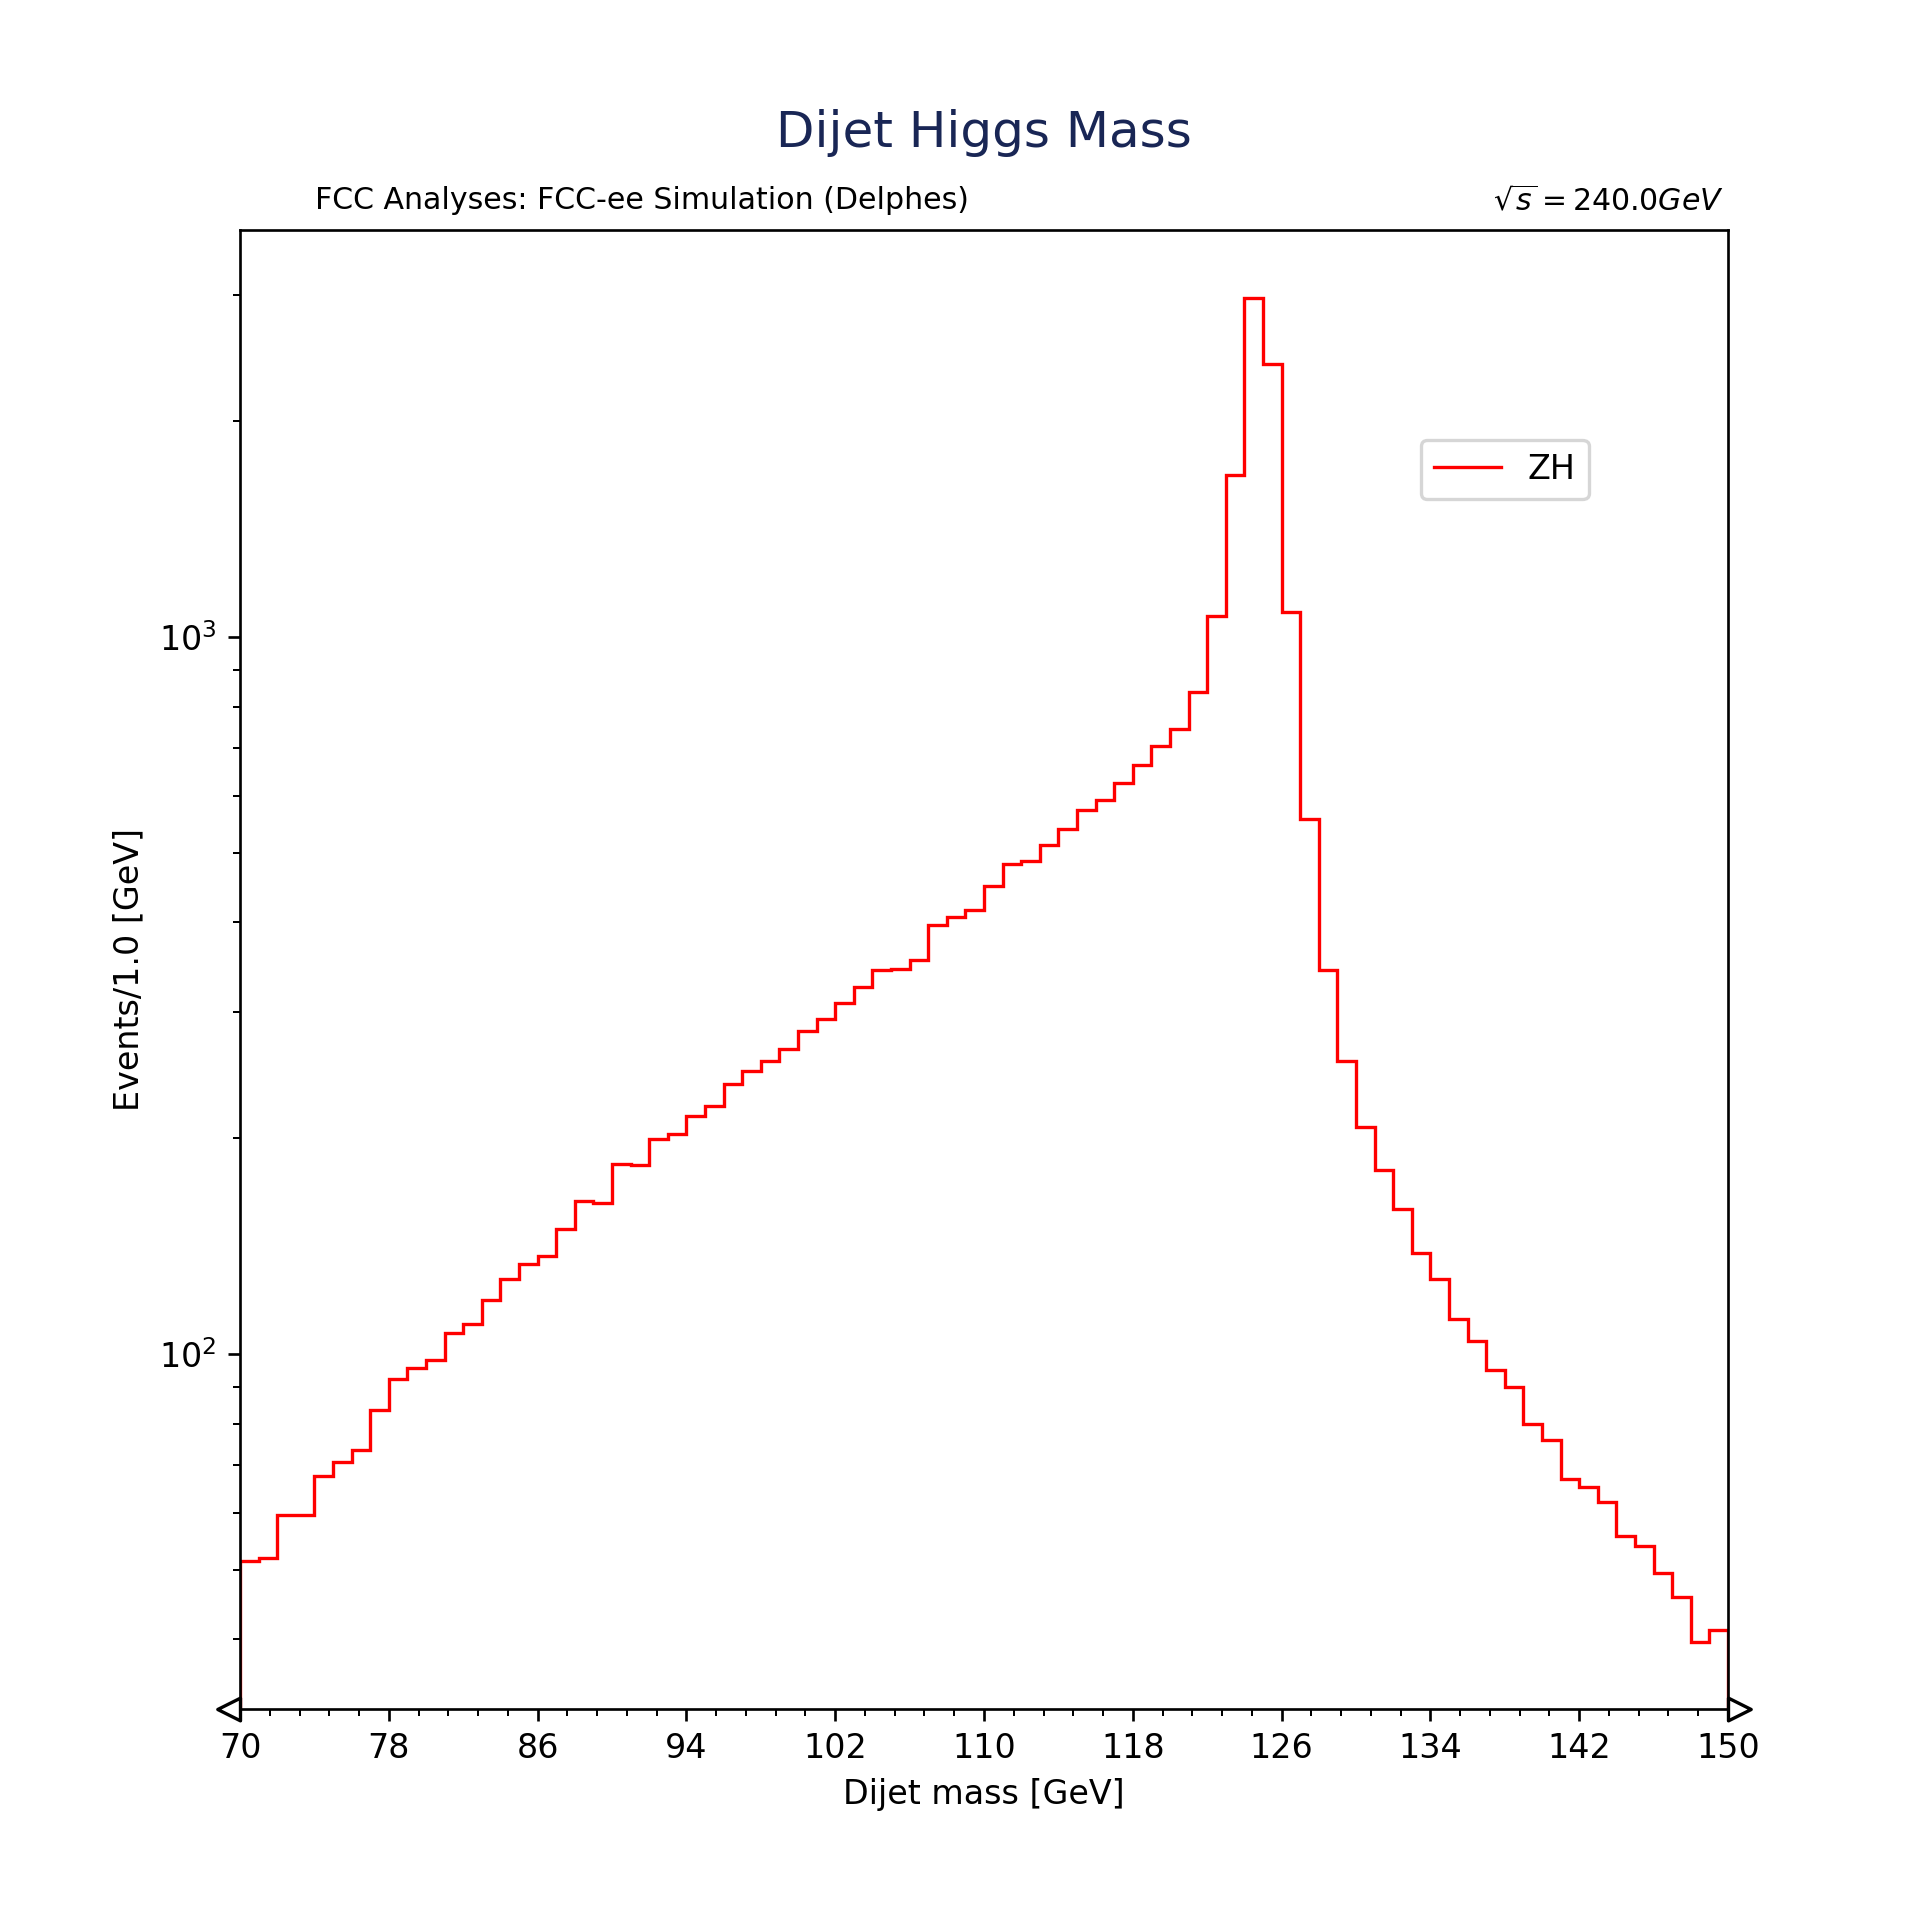 Dijet Higgs Mass
FCC Analyses: FCC-ee Simulation (Delphes)
√s = 240.0GeV
ZH
10³
10²
Events/1.0 [GeV]
70 78 86 94 102 110 118 126 134 142 150
Dijet mass [GeV]